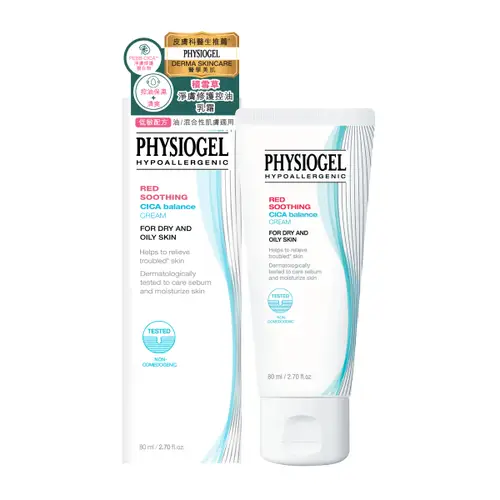 皮膚科醫生推薦
PHYSIOGEL
DERMA SKINCARE
醫學美肌
控油保濕
+
清爽
積雪草
淨膚修護控油
乳霜
低敏配方 油/混合性肌膚適用
PHYSIOGEL
HYPOALLERGENIC
RED
SOOTHING
CICA balance
CREAM
FOR DRY AND
OILY SKIN
Helps to relieve
troubled* skin
Dermatologically
tested to care sebum
and moisturize skin
TESTED
NON-
COMEDOGENIC
80 ml / 2.70 fl.oz
PHYSIOGEL
HYPOALLERGENIC
RED
SOOTHING
CICA balance
CREAM
FOR DRY AND
OILY SKIN
Helps to relieve
troubled* skin
Dermatologically
tested to care sebum
and moisturize skin
TESTED
NON-
COMEDOGENIC
80 ml / 2.70 fl.oz